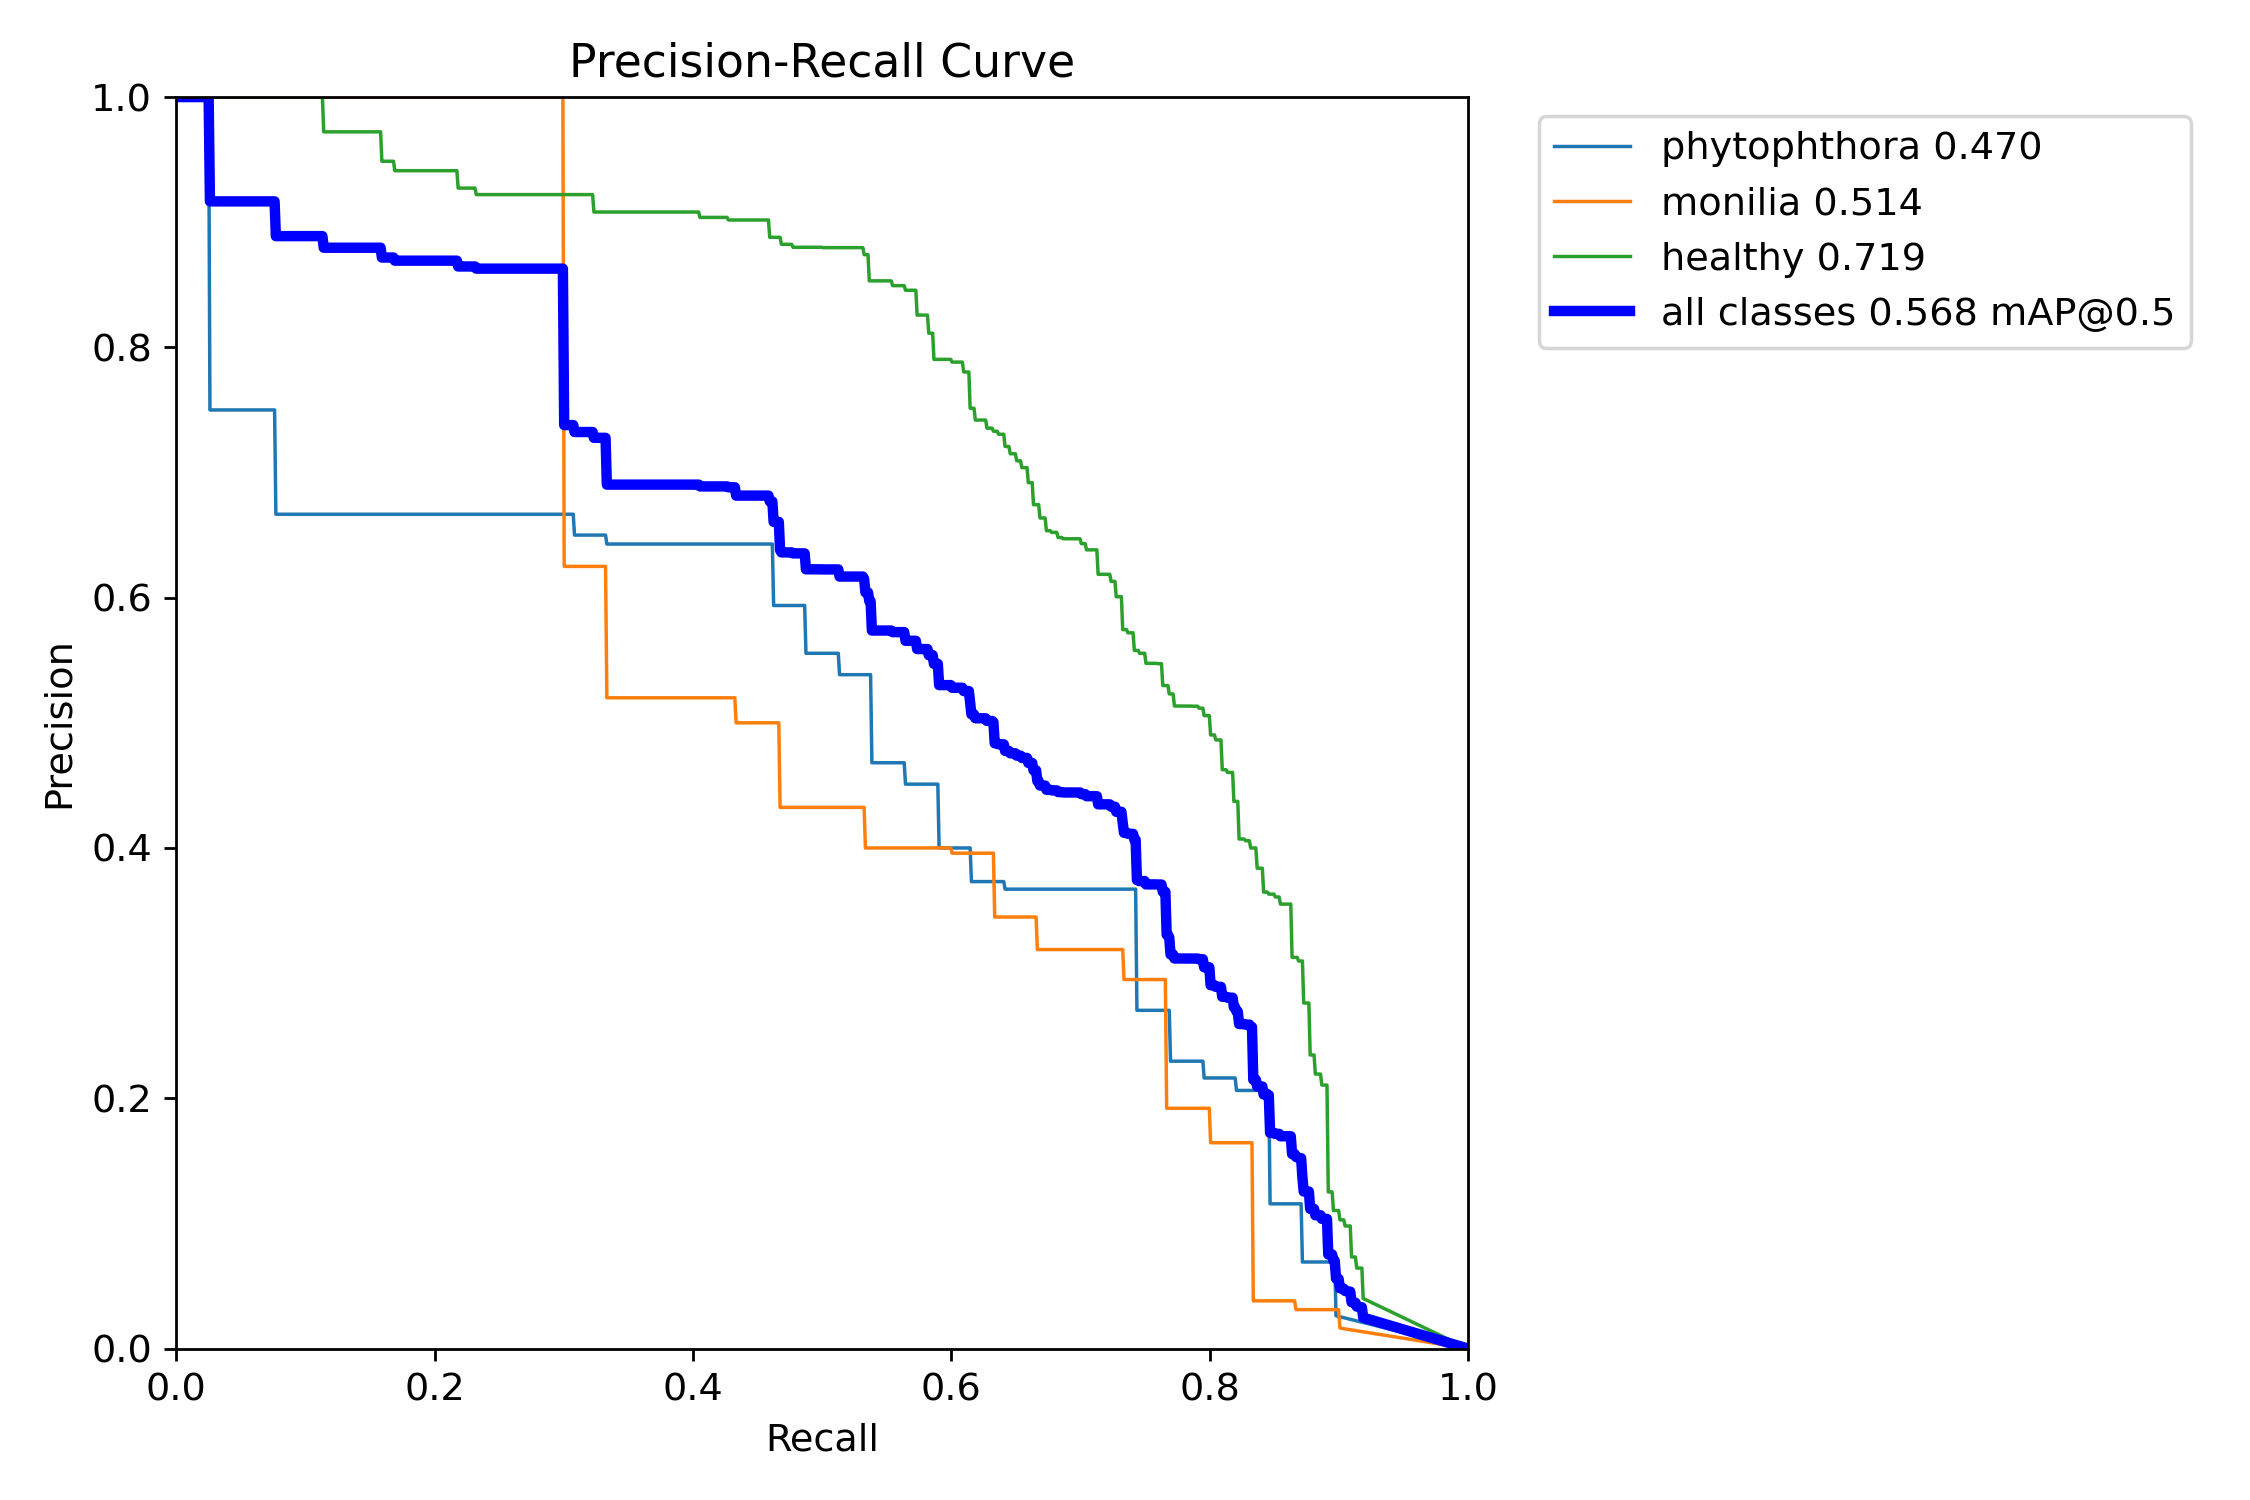 Precision-Recall Curve
1.0
0.8
0.6
0.4
0.2
0.0
Precision
0.0 0.2 0.4 0.6 0.8 1.0
Recall
phytophthora 0.470
monilia 0.514
healthy 0.719
all classes 0.568 mAP@0.5